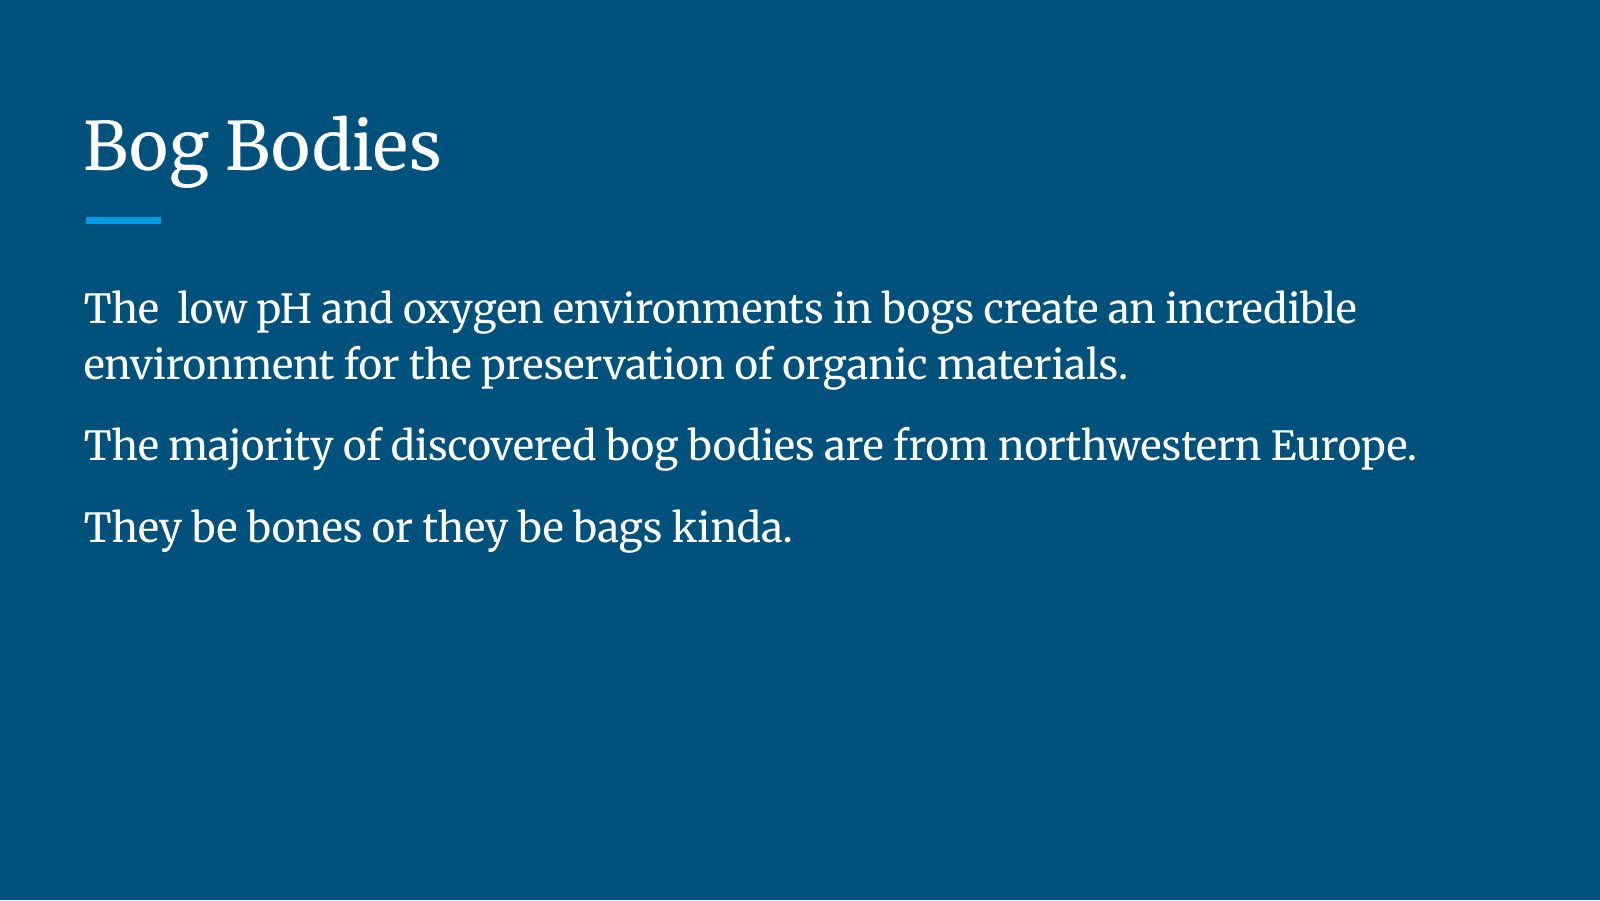 Bog Bodies
The  low pH and oxygen environments in bogs create an incredible
environment for the preservation of organic materials.
The majority of discovered bog bodies are from northwestern Europe.
They be bones or they be bags kinda.